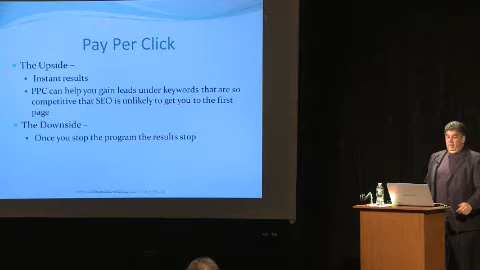 Pay Per Click
The Upside –
Instant results
PPC can help you gain leads under keywords that are so
competitive that SEO is unlikely to get you to the first
page
The Downside –
Once you stop the program the results stop